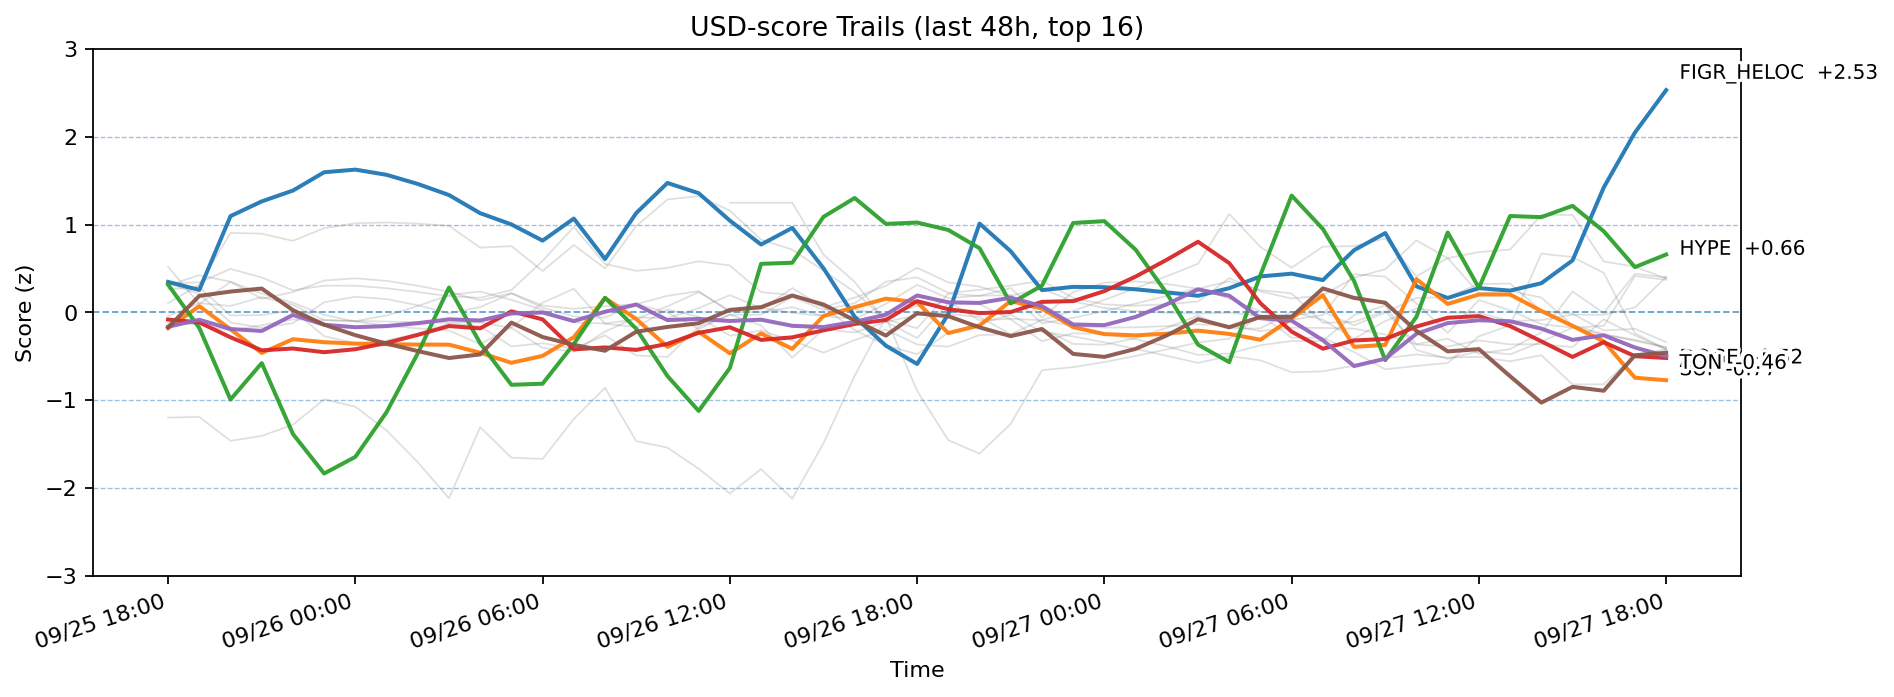 USD-score Trails (last 48h, top 16)
FIGR_HELOC +2.53
HYPE +0.66
TON -0.46
Score (z)
3
2
1
0
−1
−2
−3
09/25 18:00
09/26 00:00
09/26 06:00
09/26 12:00
09/26 18:00
09/27 00:00
09/27 06:00
09/27 12:00
09/27 18:00
Time